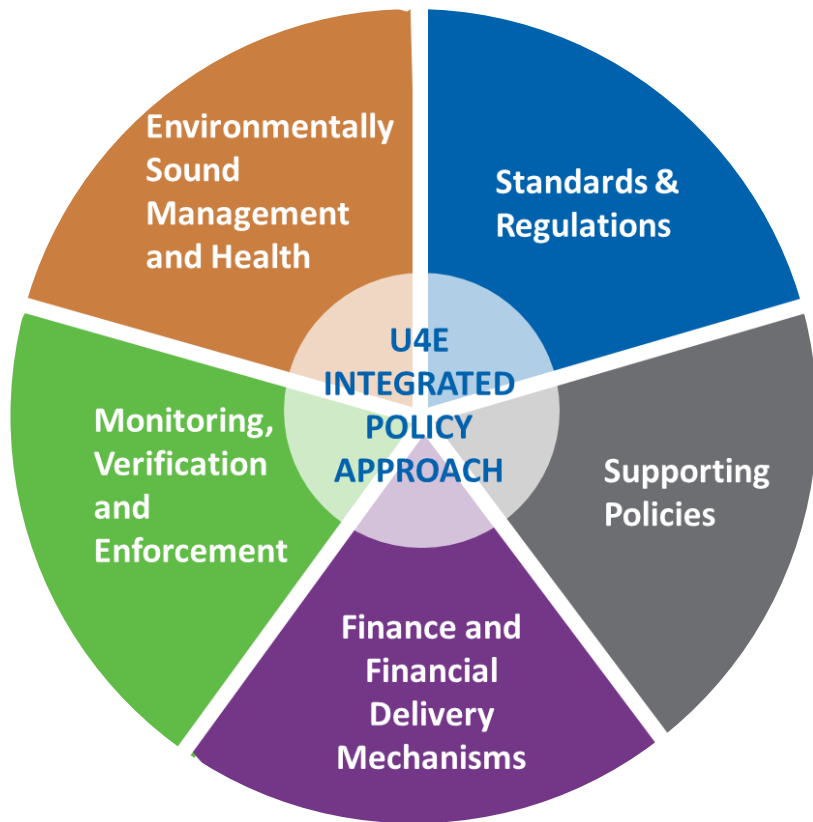 Environmentally
Sound
Management
and Health
Standards &
Regulations
U4E
INTEGRATED
POLICY
APPROACH
Monitoring,
Verification
and
Enforcement
Supporting
Policies
Finance and
Financial
Delivery
Mechanisms